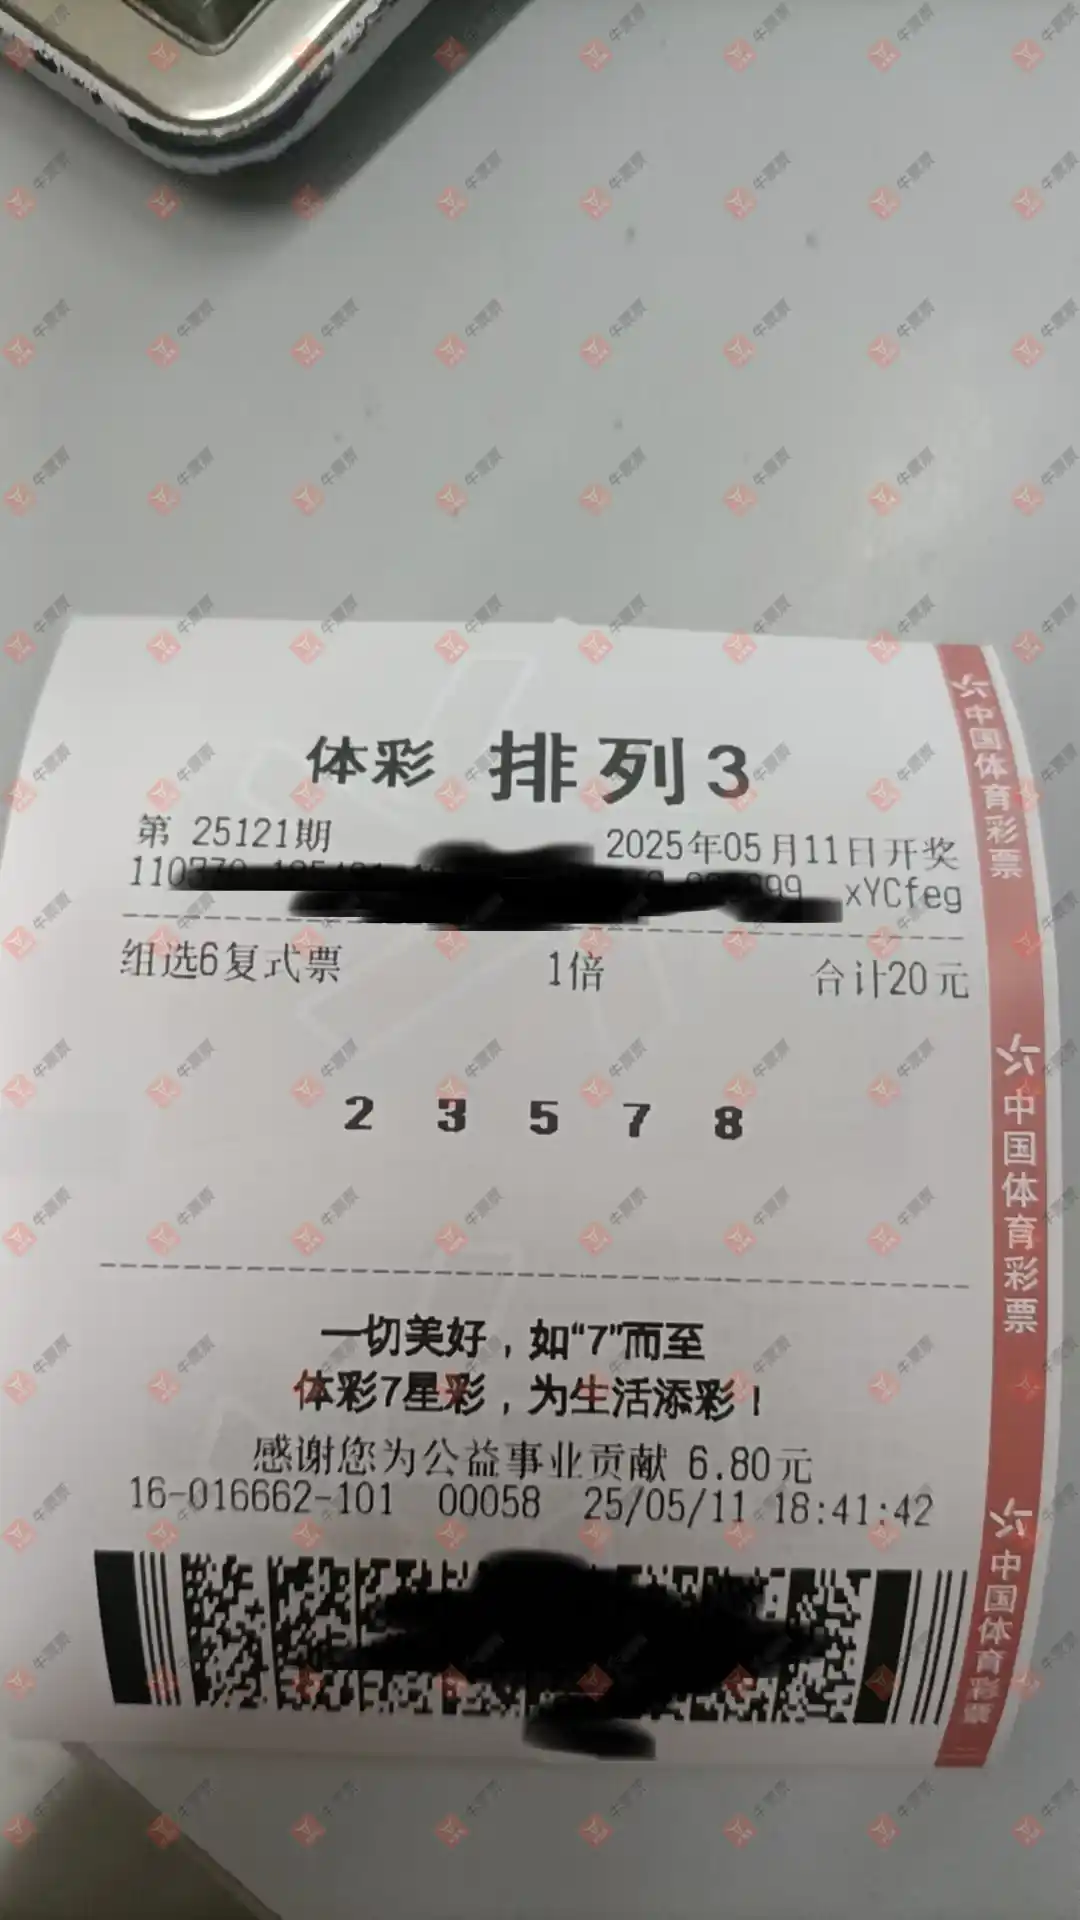 体彩 排列3
第 25121期 2025年05月11日开奖
110 99 xYCfeg
组选6复式票 1倍 合计20元
2 3 5 7 8
一切美好，如“7”而至
体彩7星彩，为生活添彩！
感谢您为公益事业贡献 6.80元
16-016662-101 00058 25/05/11 18:41:42
中国体育彩票
中国体育彩票
中国体育彩票
牛票票